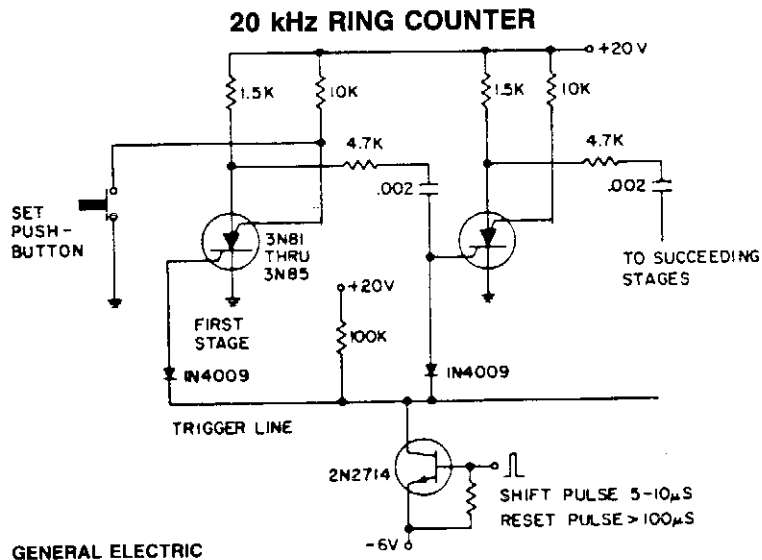 20 kHz RING COUNTER
+20V
1.5K
10K
1.5K
10K
4.7K
4.7K
.002
.002
SET
PUSH-
BUTTON
3N81
THRU
3N85
TO SUCCEEDING
STAGES
+20V
FIRST
STAGE
100K
1N4009
1N4009
TRIGGER LINE
2N2714
SHIFT PULSE 5-10μS
RESET PULSE > 100μS
-6V
GENERAL ELECTRIC